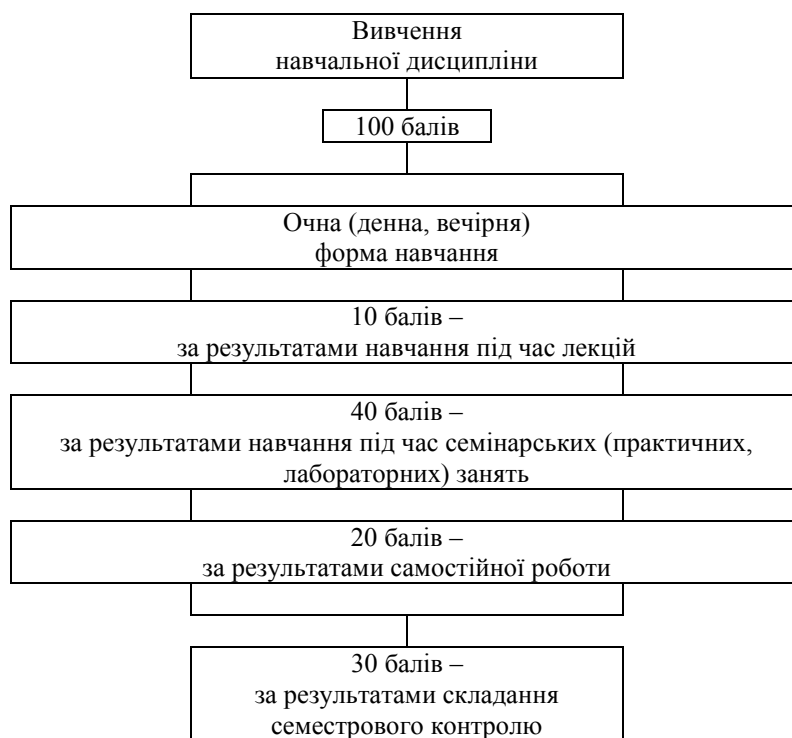 Вивчення
навчальної дисципліни
100 балів
Очна (денна, вечірня)
форма навчання
10 балів –
за результатами навчання під час лекцій
40 балів –
за результатами навчання під час семінарських (практичних,
лабораторних) занять
20 балів –
за результатами самостійної роботи
30 балів –
за результатами складання
семестрового контролю